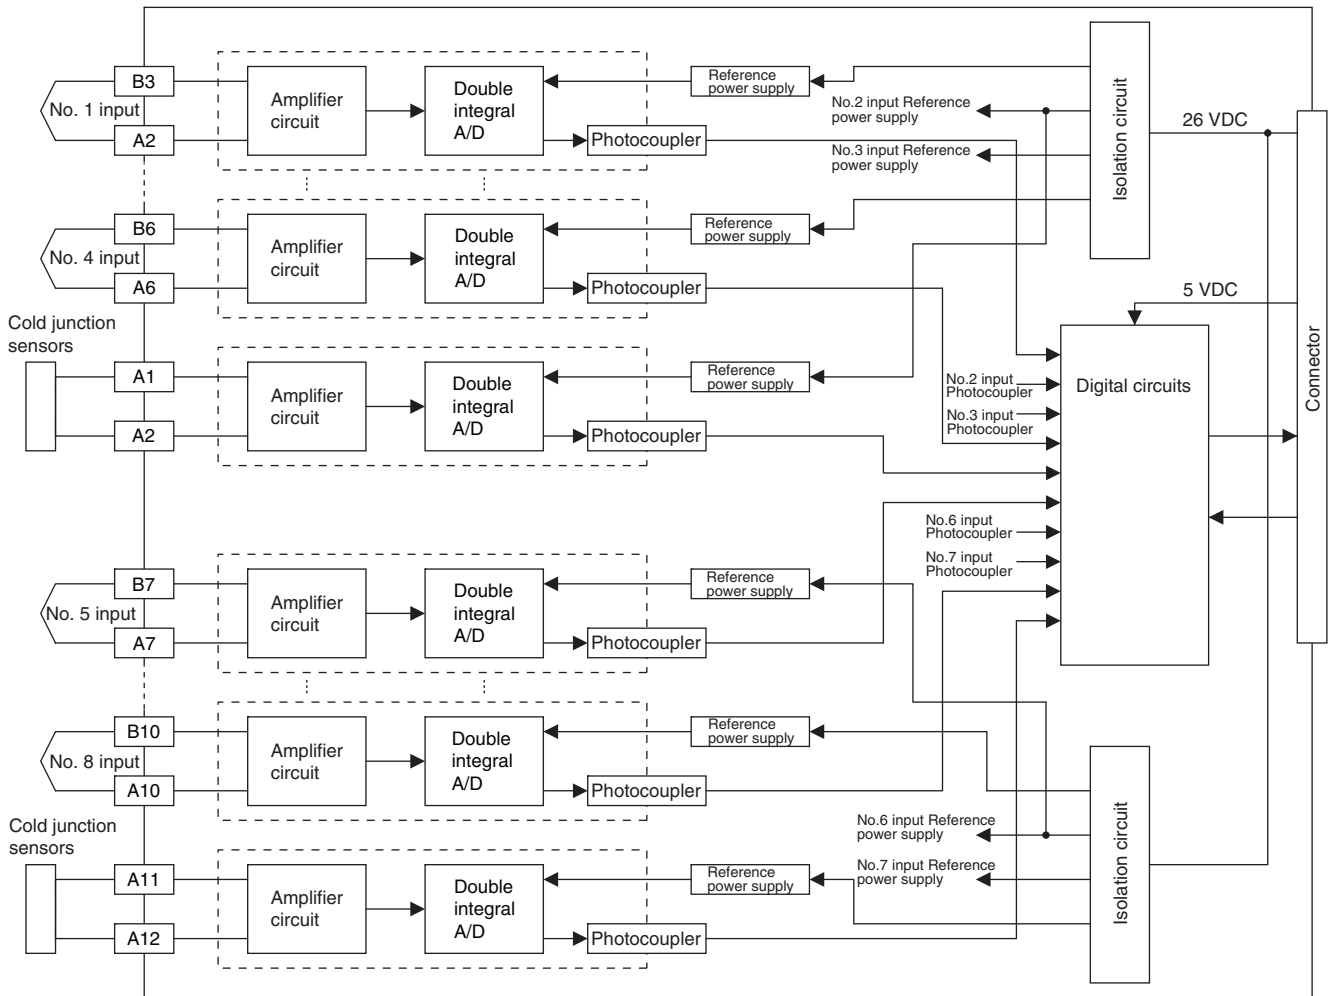 B3
No. 1 input
A2
Amplifier
circuit
Double
integral
A/D
Reference
power supply
Photocoupler
No.2 input Reference
power supply
No.3 input Reference
power supply
Isolation circuit
26 VDC
B6
No. 4 input
A6
Amplifier
circuit
Double
integral
A/D
Reference
power supply
Photocoupler
5 VDC
Connector
Cold junction
sensors
A1
A2
Amplifier
circuit
Double
integral
A/D
Reference
power supply
Photocoupler
No.2 input
Photocoupler
No.3 input
Photocoupler
Digital circuits
No.6 input
Photocoupler
No.7 input
Photocoupler
B7
No. 5 input
A7
Amplifier
circuit
Double
integral
A/D
Reference
power supply
Photocoupler
B10
No. 8 input
A10
Amplifier
circuit
Double
integral
A/D
Reference
power supply
Photocoupler
No.6 input Reference
power supply
No.7 input Reference
power supply
Isolation circuit
Cold junction
sensors
A11
A12
Amplifier
circuit
Double
integral
A/D
Reference
power supply
Photocoupler